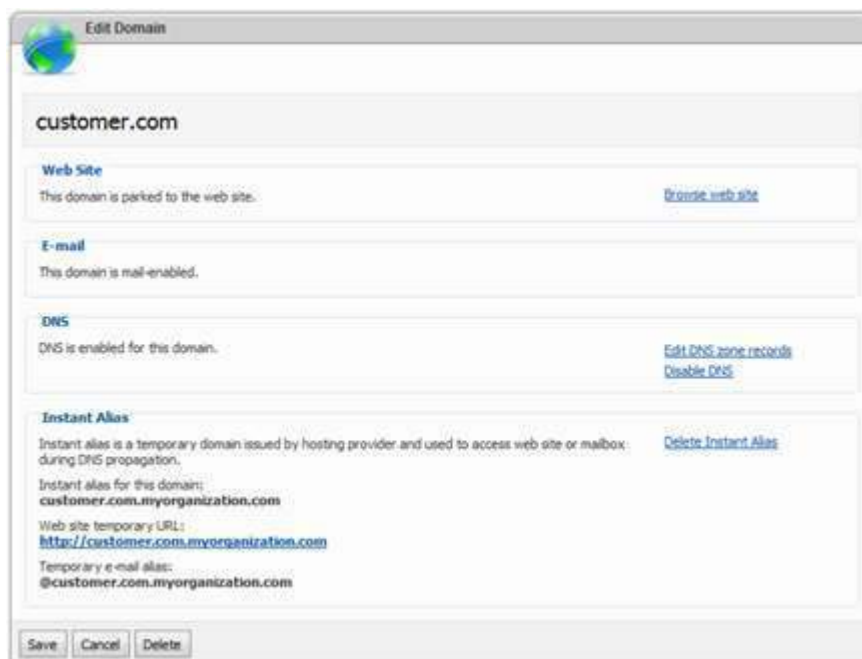 Edit Domain
customer.com
Web Site
This domain is parked to the web site.
Browse web site
E-mail
This domain is mail-enabled.
DNS
DNS is enabled for this domain.
Edit DNS zone records
Disable DNS
Instant Alias
Instant alias is a temporary domain issued by hosting provider and used to access web site or mailbox
during DNS propagation.
Delete Instant Alias
Instant alias for this domain:
customer.com.myorganization.com
Web site temporary URL:
http://customer.com.myorganization.com
Temporary e-mail alias:
@customer.com.myorganization.com
Save Cancel Delete